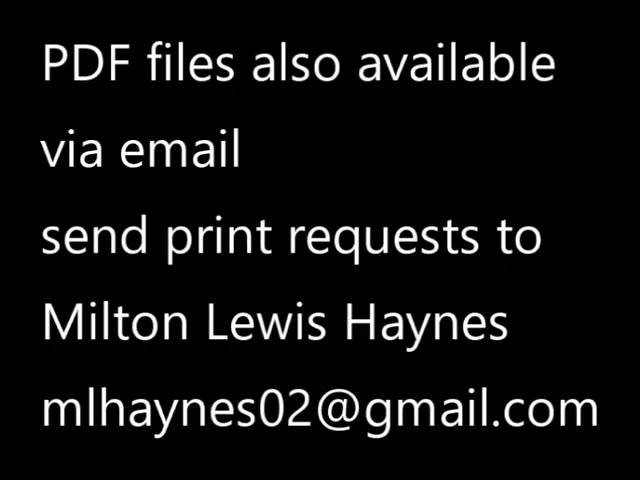 PDF files also available
via email
send print requests to
Milton Lewis Haynes
mlhaynes02@gmail.com